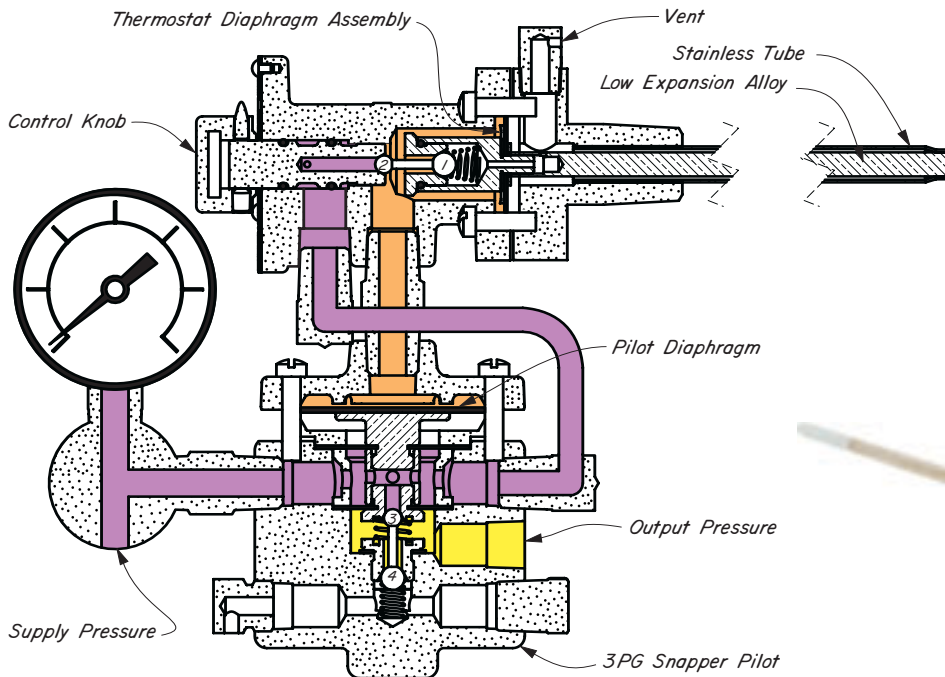 Thermostat Diaphragm Assembly
Vent
Stainless Tube
Low Expansion Alloy
Control Knob
2
1
Pilot Diaphragm
3
Output Pressure
4
Supply Pressure
3PG Snapper Pilot